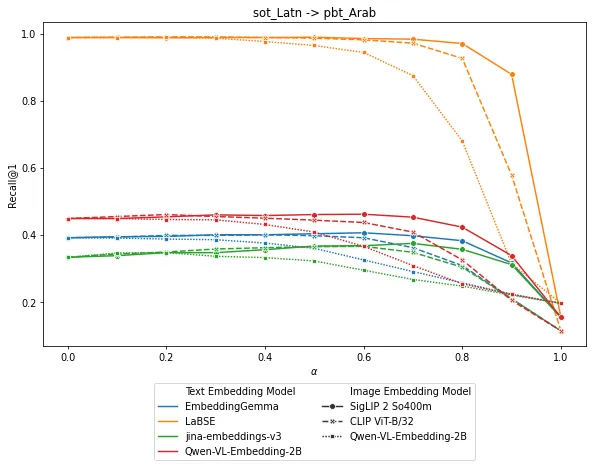 sot_Latn -> pbt_Arab
Recall@1
1.0
0.8
0.6
0.4
0.2
0.0 0.2 0.4 0.6 0.8 1.0
α
Text Embedding Model Image Embedding Model
EmbeddingGemma SigLIP 2 So400m
LaBSE CLIP ViT-B/32
jina-embeddings-v3 Qwen-VL-Embedding-2B
Qwen-VL-Embedding-2B